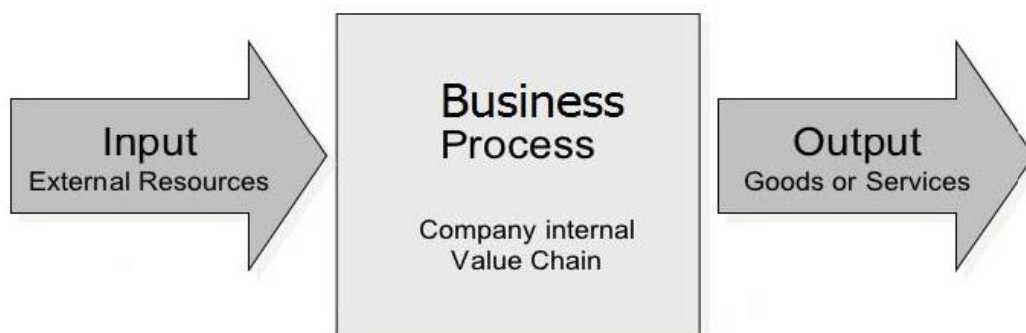 Input
External Resources
Business
Process
Company internal
Value Chain
Output
Goods or Services